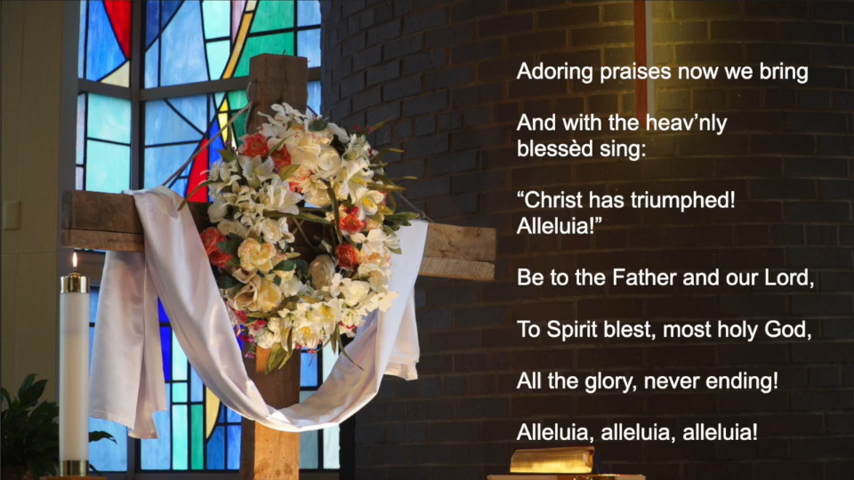 Adoring praises now we bring
And with the heav’nly
blessèd sing:
“Christ has triumphed!
Alleluia!”
Be to the Father and our Lord,
To Spirit blest, most holy God,
All the glory, never ending!
Alleluia, alleluia, alleluia!